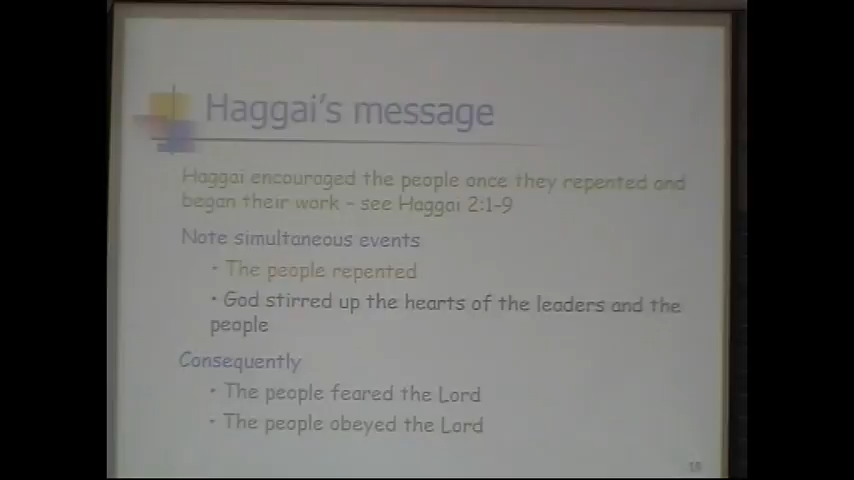 Haggai's message
Haggai encouraged the people once they repented and
began their work - see Haggai 2:1-9
Note simultaneous events
• The people repented
• God stirred up the hearts of the leaders and the
people
Consequently
• The people feared the Lord
• The people obeyed the Lord